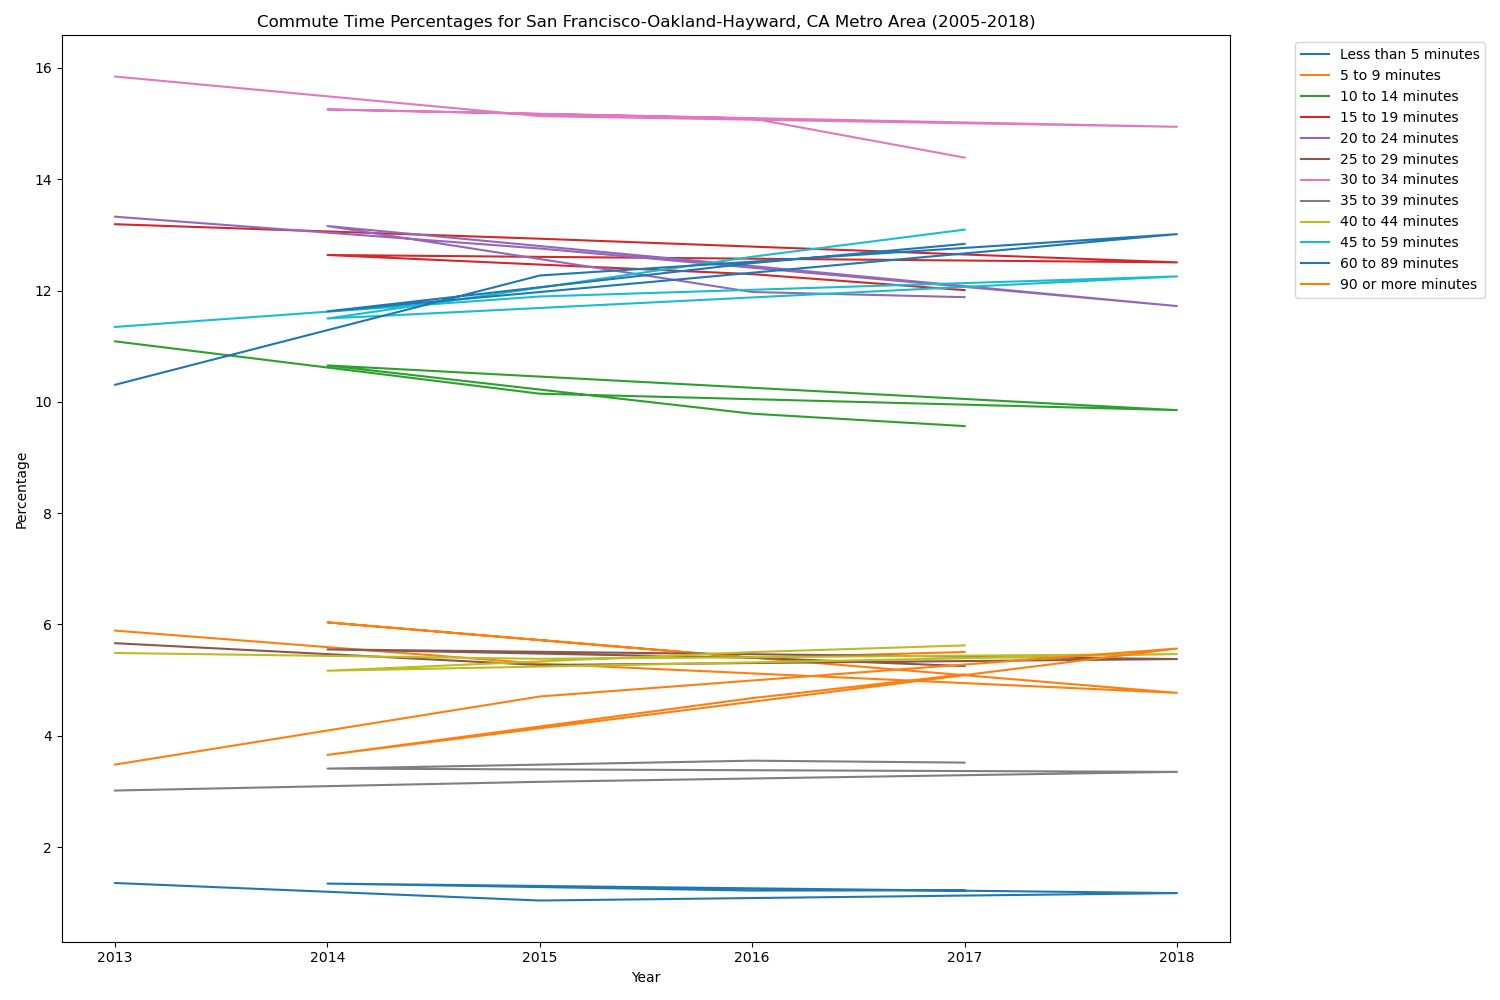 Commute Time Percentages for San Francisco-Oakland-Hayward, CA Metro Area (2005-2018)
Less than 5 minutes
5 to 9 minutes
10 to 14 minutes
15 to 19 minutes
20 to 24 minutes
25 to 29 minutes
30 to 34 minutes
35 to 39 minutes
40 to 44 minutes
45 to 59 minutes
60 to 89 minutes
90 or more minutes
Percentage
16
14
12
10
8
6
4
2
2013 2014 2015 2016 2017 2018
Year